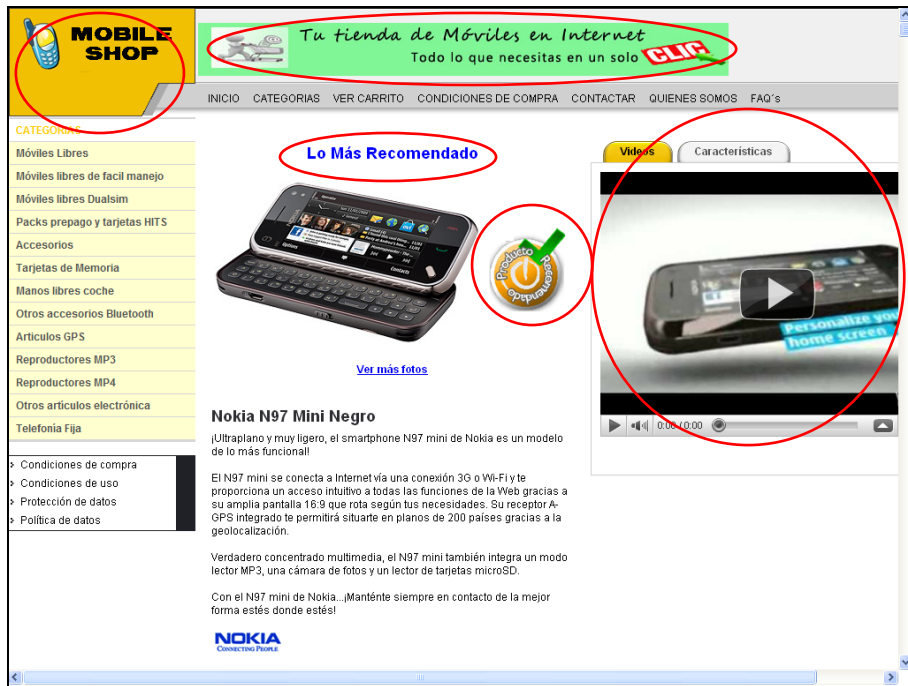 MOBILE
SHOP
Tu tienda de Móviles en Internet
Todo lo que necesitas en un solo CLIC
INICIO CATEGORIAS VER CARRITO CONDICIONES DE COMPRA CONTACTAR QUIENES SOMOS FAQ´s
CATEGORIAS
Móviles Libres
Móviles libres de facil manejo
Móviles libres Dualsim
Packs prepago y tarjetas HITS
Accesorios
Tarjetas de Memoria
Manos libres coche
Otros accesorios Bluetooth
Articulos GPS
Reproductores MP3
Reproductores MP4
Otros artículos electrónica
Telefonía Fija
Condiciones de compra
Condiciones de uso
Protección de datos
Política de datos
Lo Más Recomendado
Options
Contacts
Producto
Recomendado
Ver más fotos
Nokia N97 Mini Negro
¡Ultraplano y muy ligero, el smartphone N97 mini de Nokia es un modelo
de lo más funcional!
El N97 mini se conecta a Internet vía una conexión 3G o Wi-Fi y te
proporciona un acceso intuitivo a todas las funciones de la Web gracias a
su amplia pantalla 16:9 que rota según tus necesidades. Su receptor A-
GPS integrado te permitirá situarte en planos de 200 países gracias a la
geolocalización.
Verdadero concentrado multimedia, el N97 mini también integra un modo
lector MP3, una cámara de fotos y un lector de tarjetas microSD.
Con el N97 mini de Nokia...¡Manténte siempre en contacto de la mejor
forma estés donde estés!
NOKIA
CONNECTING PEOPLE
Videos
Características
Personalize you
home screen
0:00 / 0:00